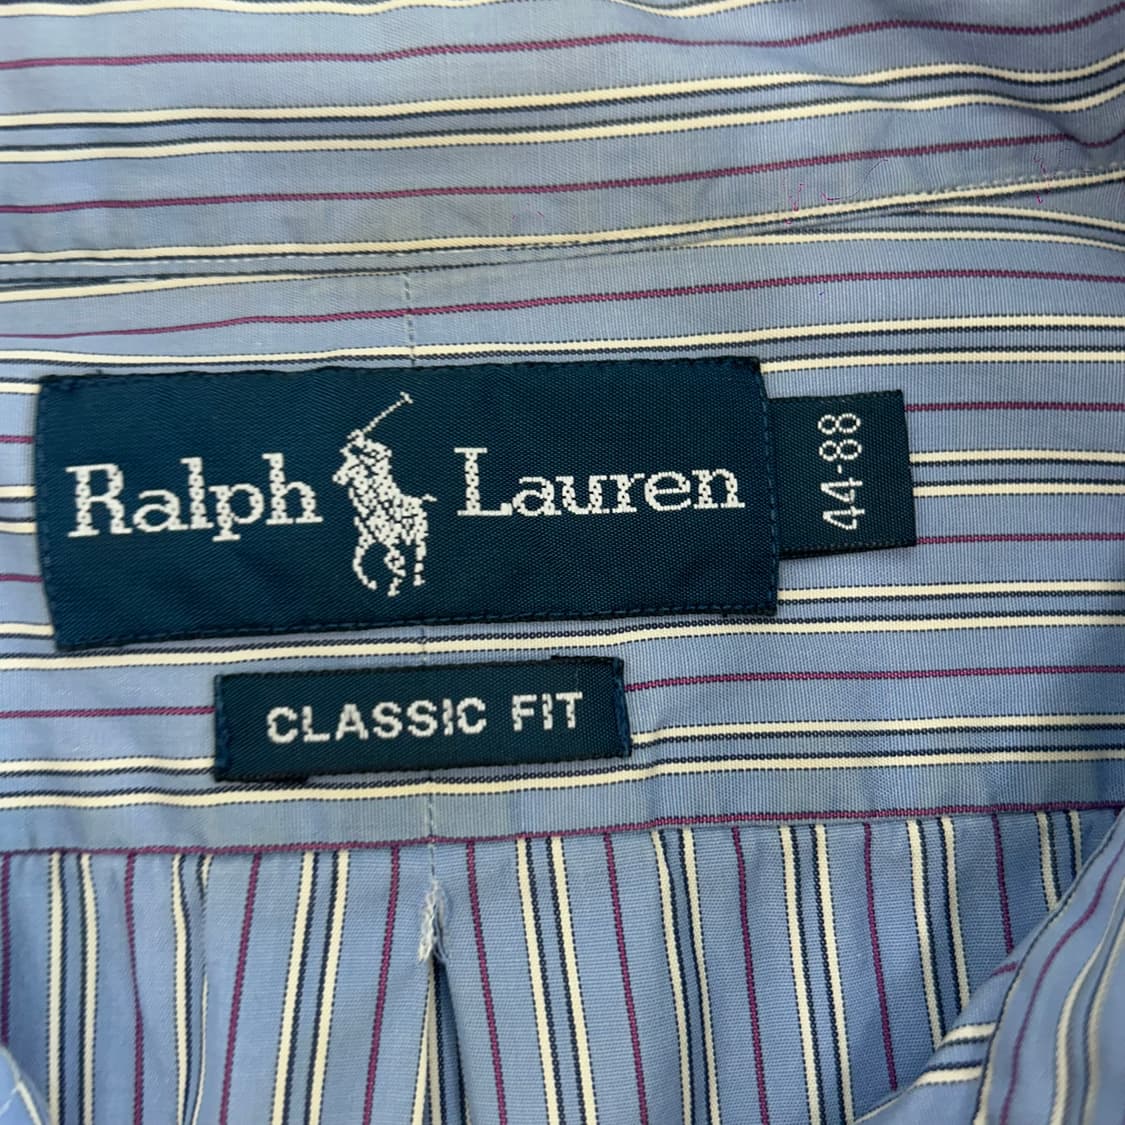 Ralph Lauren
44-88
CLASSIC FIT